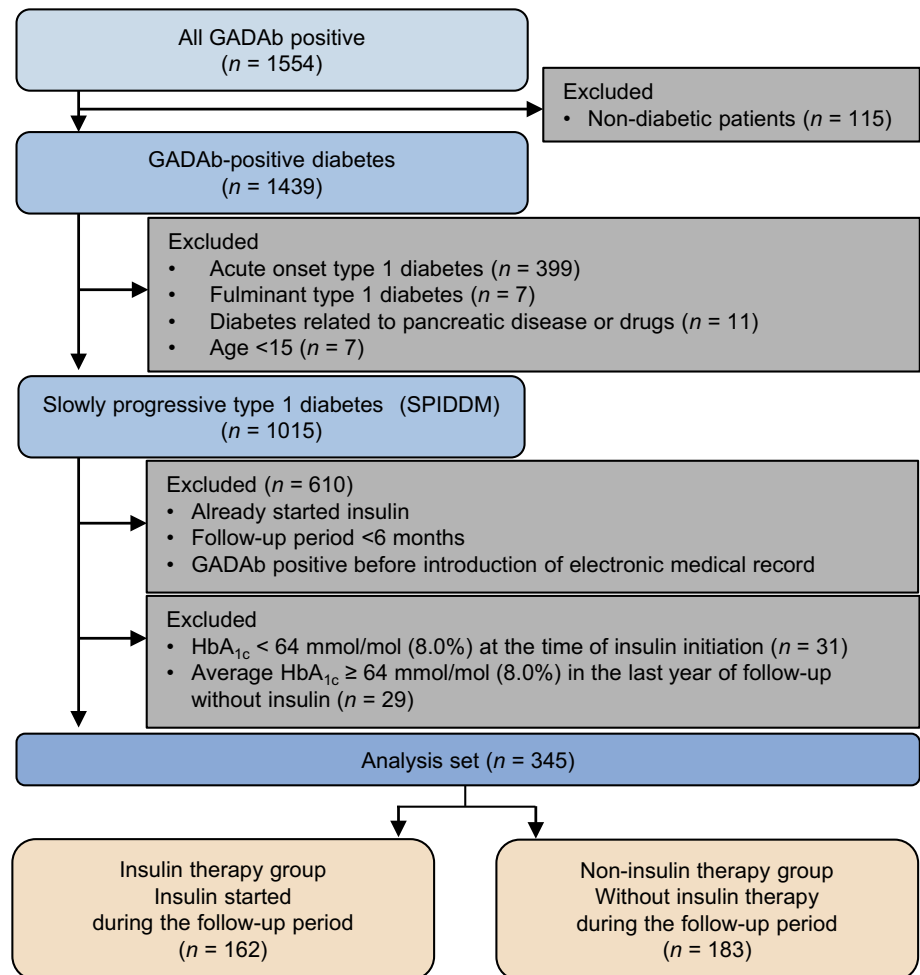 All GADAb positive
(n = 1554)
Excluded
• Non-diabetic patients (n = 115)
GADAb-positive diabetes
(n = 1439)
Excluded
• Acute onset type 1 diabetes (n = 399)
• Fulminant type 1 diabetes (n = 7)
• Diabetes related to pancreatic disease or drugs (n = 11)
• Age <15 (n = 7)
Slowly progressive type 1 diabetes (SPIDDM)
(n = 1015)
Excluded (n = 610)
• Already started insulin
• Follow-up period <6 months
• GADAb positive before introduction of electronic medical record
Excluded
• HbA1c < 64 mmol/mol (8.0%) at the time of insulin initiation (n = 31)
• Average HbA1c ≥ 64 mmol/mol (8.0%) in the last year of follow-up
without insulin (n = 29)
Analysis set (n = 345)
Insulin therapy group
Insulin started
during the follow-up period
(n = 162)
Non-insulin therapy group
Without insulin therapy
during the follow-up period
(n = 183)